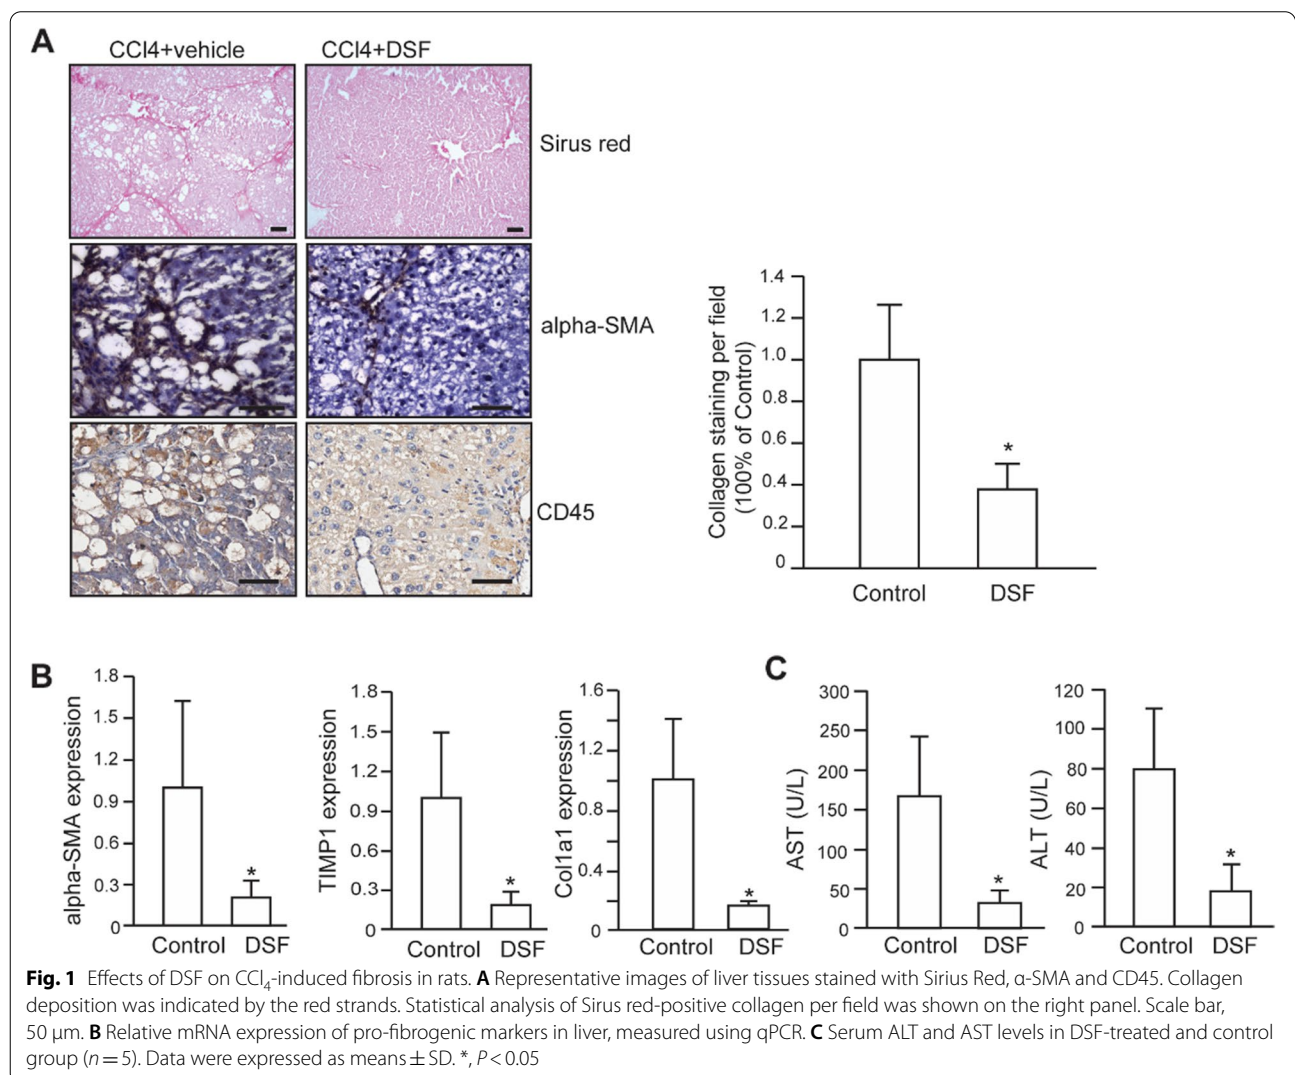 A
CCl4+vehicle
CCl4+DSF
Sirus red
alpha-SMA
CD45
Collagen staining per field
(100% of Control)
1.4
1.2
1.0
0.8
0.6
0.4
0.2
0
*
Control
DSF
B
alpha-SMA expression
1.8
1.5
1.2
0.9
0.6
0.3
0
*
Control
DSF
TIMP1 expression
1.8
1.5
1.2
0.9
0.6
0.3
0
*
Control
DSF
Col1a1 expression
1.6
1.2
0.8
0.4
0
*
Control
DSF
C
AST (U/L)
300
250
200
150
100
50
0
*
Control
DSF
ALT (U/L)
120
100
80
60
40
20
0
*
Control
DSF
Fig. 1 Effects of DSF on CCl₄-induced fibrosis in rats. A Representative images of liver tissues stained with Sirius Red, α-SMA and CD45. Collagen
deposition was indicated by the red strands. Statistical analysis of Sirus red-positive collagen per field was shown on the right panel. Scale bar,
50 μm. B Relative mRNA expression of pro-fibrogenic markers in liver, measured using qPCR. C Serum ALT and AST levels in DSF-treated and control
group (n = 5). Data were expressed as means ± SD. *, P < 0.05